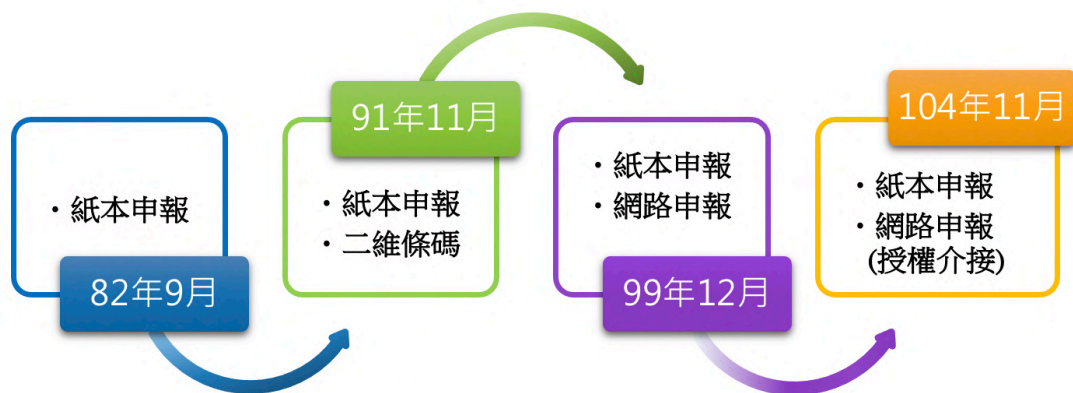 ・紙本申報
82年9月
91年11月
・紙本申報
・二維條碼
・紙本申報
・網路申報
99年12月
104年11月
・紙本申報
・網路申報
(授權介接)